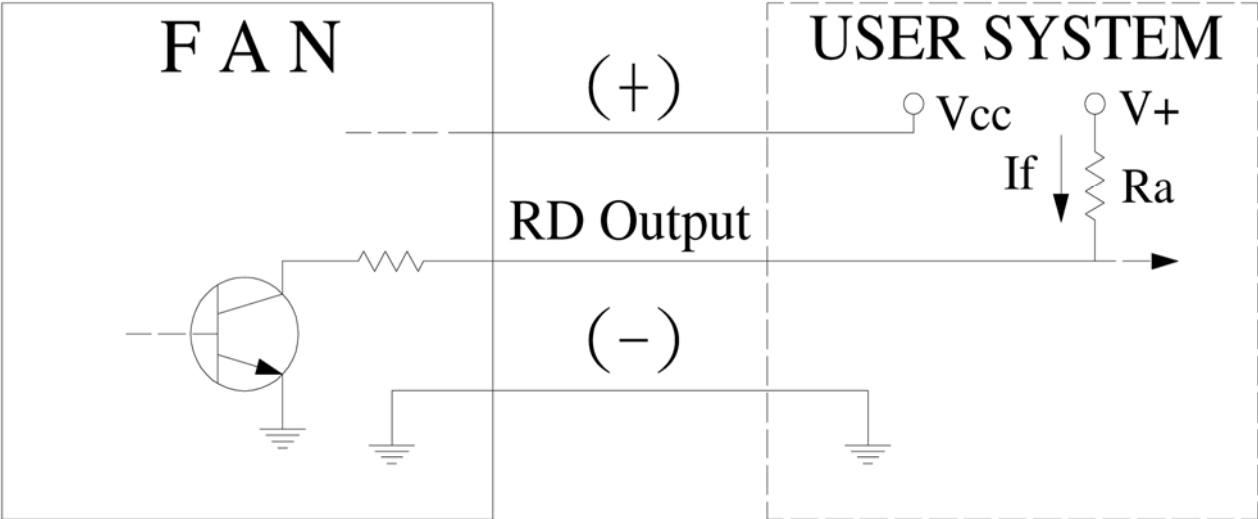 F A N
USER SYSTEM
(+)
Vcc
V+
If
Ra
RD Output
(-)